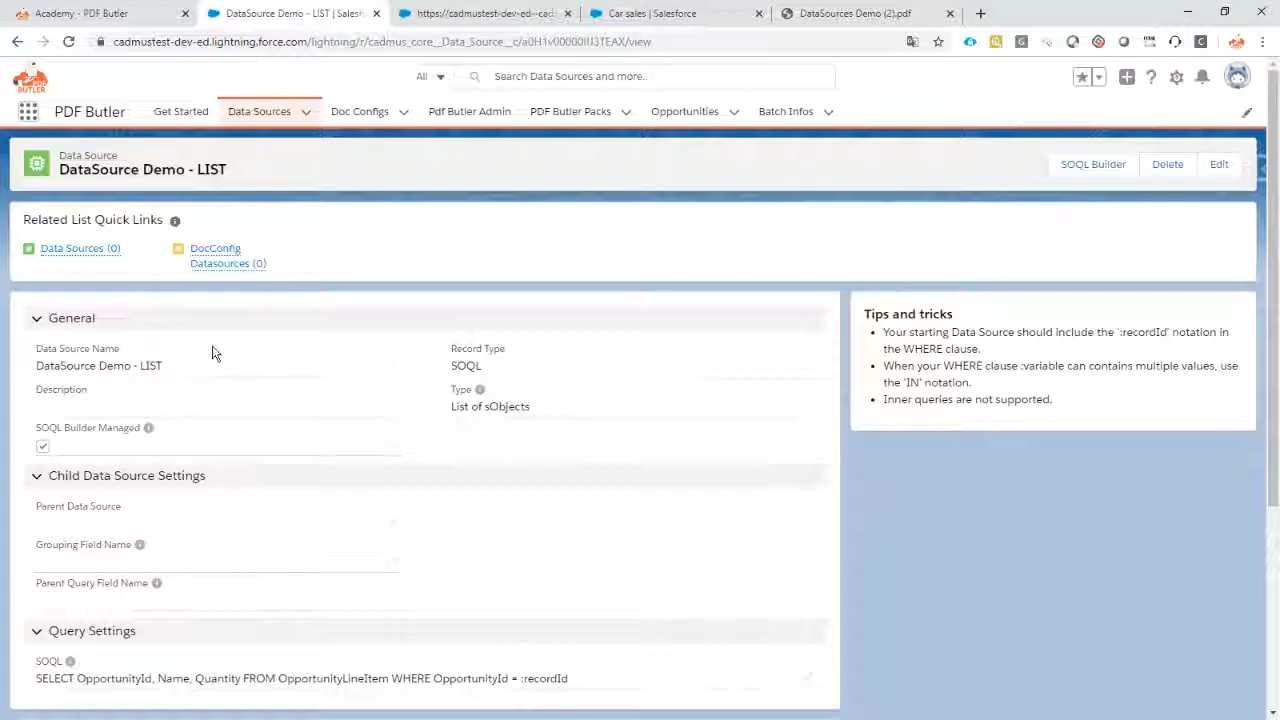 Academy - PDF Butler
DataSource Demo - LIST | Salesf
https://cadmustest-dev-ed--cad
Car sales | Salesforce
DataSources Demo (2).pdf
cadmustest-dev-ed.lightning.force.com/lightning/r/cadmus_core__Data_Source__c/
/view
BUTLER
All
Search Data Sources and more..
PDF Butler
Get Started
Data Sources
Doc Configs
Pdf Butler Admin
PDF Butler Packs
Opportunities
Batch Infos
Data Source
DataSource Demo - LIST
SOQL Builder
Delete
Edit
Related List Quick Links
Data Sources (0)
DocConfig
Datasources (0)
General
Data Source Name
DataSource Demo - LIST
Record Type
SOQL
Description
Type
List of sObjects
SOQL Builder Managed
Child Data Source Settings
Parent Data Source
Grouping Field Name
Parent Query Field Name
Query Settings
SOQL
SELECT OpportunityId, Name, Quantity FROM OpportunityLineItem WHERE OpportunityId = :recordId
Tips and tricks
Your starting Data Source should include the ':recordId' notation in
the WHERE clause.
When your WHERE clause :variable can contains multiple values, use
the 'IN' notation.
Inner queries are not supported.